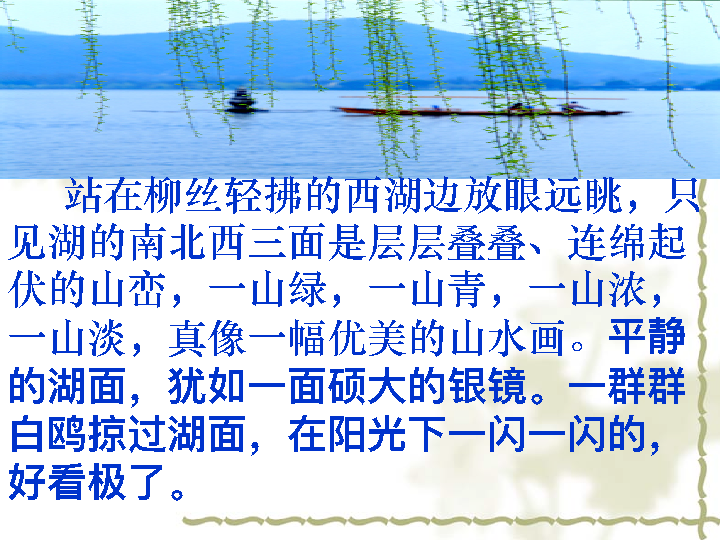 站在柳丝轻拂的西湖边放眼远眺，只
见湖的南北西三面是层层叠叠、连绵起
伏的山峦，一山绿，一山青，一山浓，
一山淡，真像一幅优美的山水画。平静
的湖面，犹如一面硕大的银镜。一群群
白鸥掠过湖面，在阳光下一闪一闪的，
好看极了。